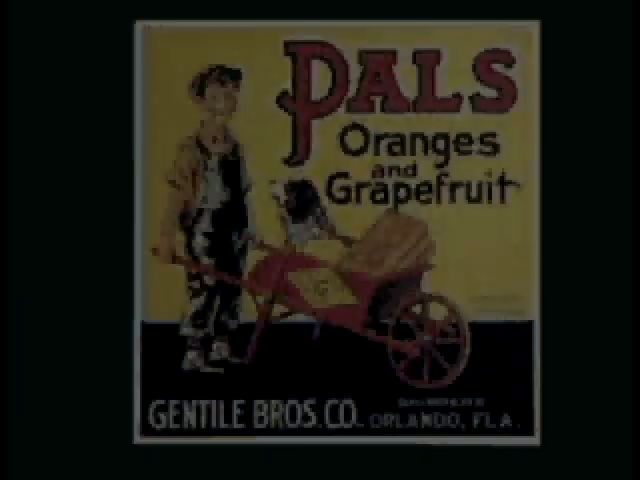 PALS
Oranges
and
Grapefruit
GENTILE BROS. CO.
ORLANDO, FLA.